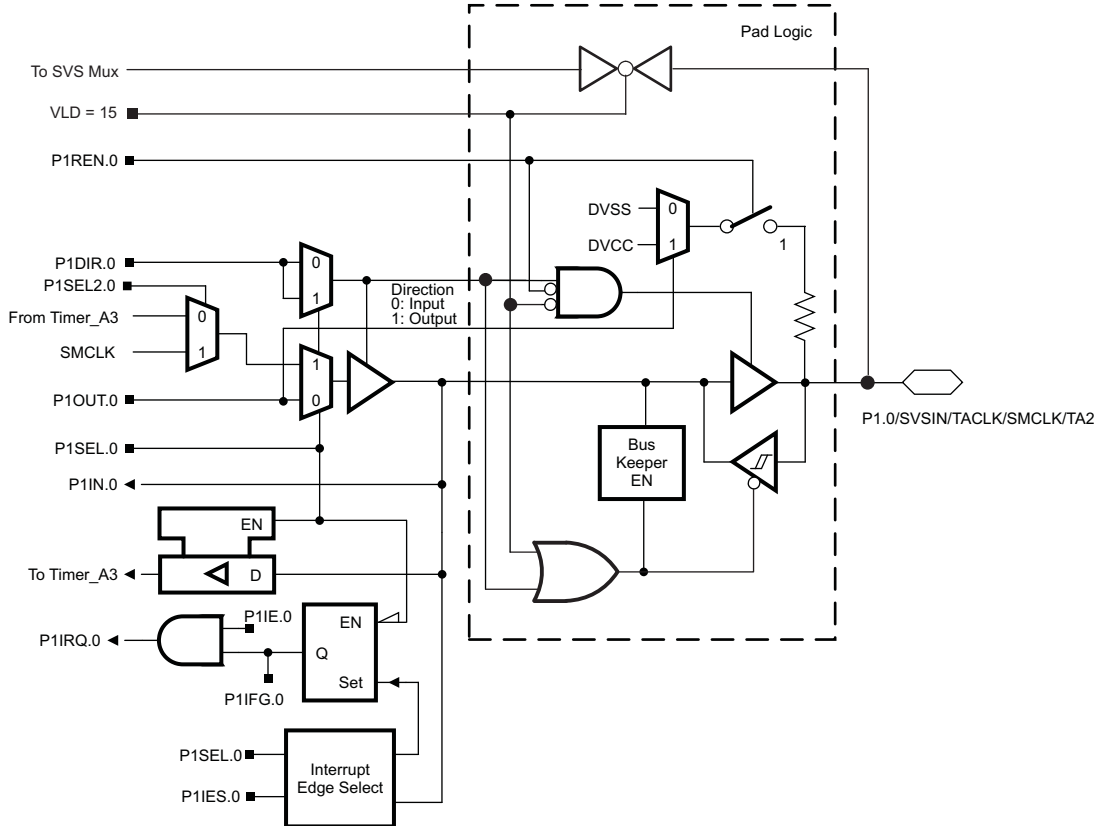 Pad Logic
To SVS Mux
VLD = 15
P1REN.0
DVSS
0
DVCC
1
1
P1DIR.0
0
1
P1SEL2.0
Direction
0: Input
1: Output
From Timer_A3
0
SMCLK
1
1
0
P1OUT.0
P1.0/SVSIN/TACLK/SMCLK/TA2
P1SEL.0
Bus
Keeper
EN
P1IN.0
EN
To Timer_A3
D
P1IE.0
P1IRQ.0
EN
Q
Set
P1IFG.0
P1SEL.0
Interrupt
Edge Select
P1IES.0